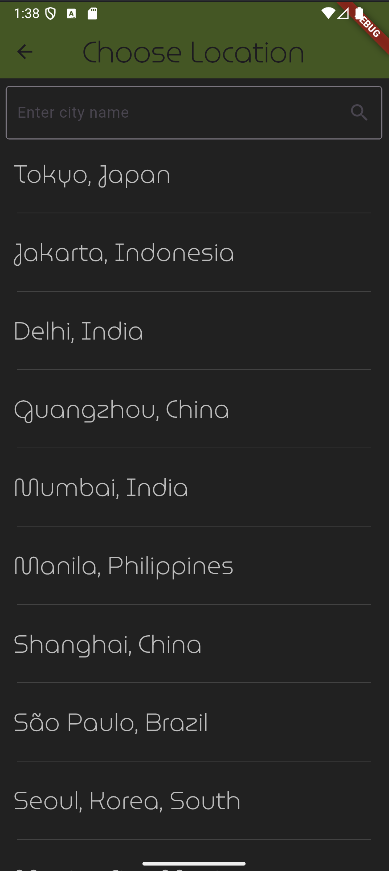 1:38
DEBUG
Choose Location
Enter city name
Tokyo, Japan
Jakarta, Indonesia
Delhi, India
Guangzhou, China
Mumbai, India
Manila, Philippines
Shanghai, China
São Paulo, Brazil
Seoul, Korea, South